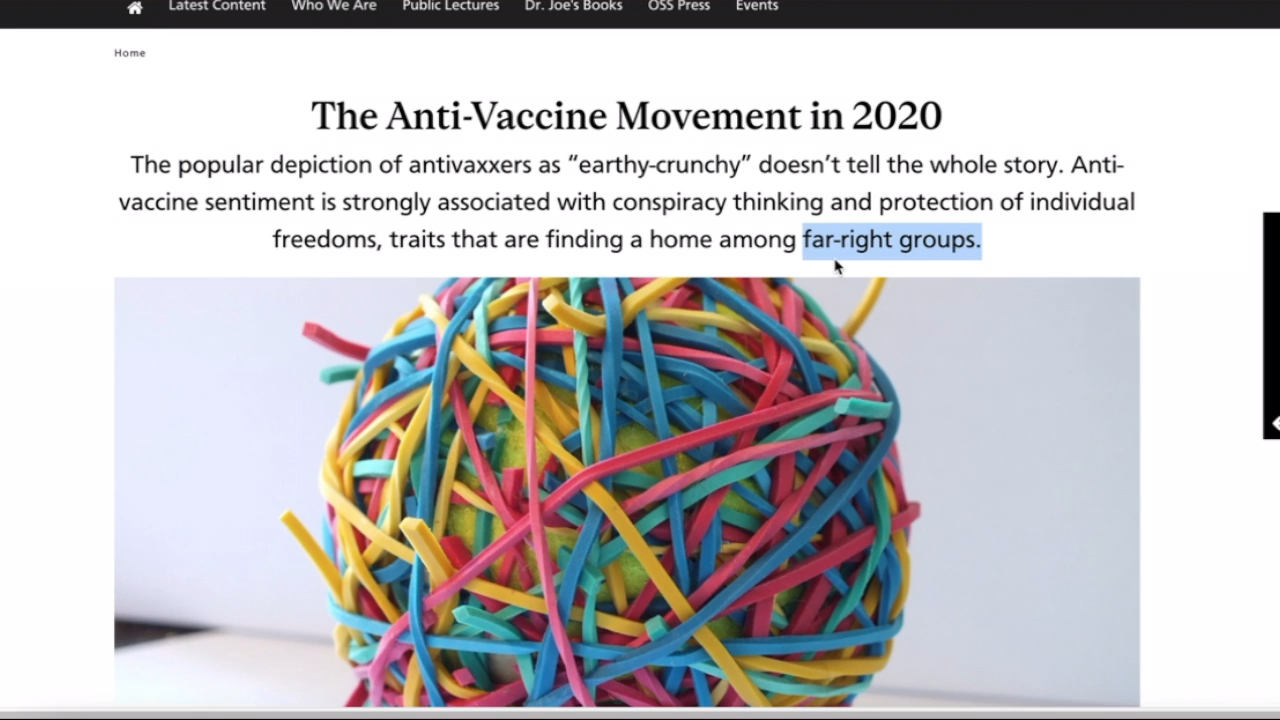 Latest Content Who We Are Public Lectures Dr. Joe's Books OSS Press Events
Home
The Anti-Vaccine Movement in 2020
The popular depiction of antivaxxers as “earthy-crunchy” doesn’t tell the whole story. Anti-
vaccine sentiment is strongly associated with conspiracy thinking and protection of individual
freedoms, traits that are finding a home among far-right groups.